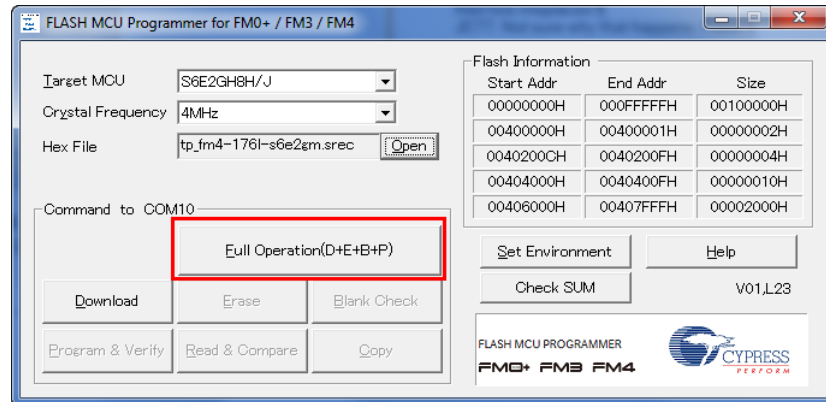 FLASH MCU Programmer for FM0+ / FM3 / FM4
Target MCU
S6E2GH8H/J
Crystal Frequency
4MHz
Hex File
tp_fm4-176l-s6e2gm.srec
Open
Command to COM10
Full Operation(D+E+B+P)
Download
Erase
Blank Check
Program & Verify
Read & Compare
Copy
Flash Information
Start Addr End Addr Size
00000000H 000FFFFFH 00100000H
00400000H 00400001H 00000002H
0040200CH 0040200FH 00000004H
00404000H 0040400FH 00000010H
00406000H 00407FFFH 00002000H
Set Environment
Help
Check SUM
V01,L23
FLASH MCU PROGRAMMER
FM0+ FM3 FM4
CYPRESS
PERFORM